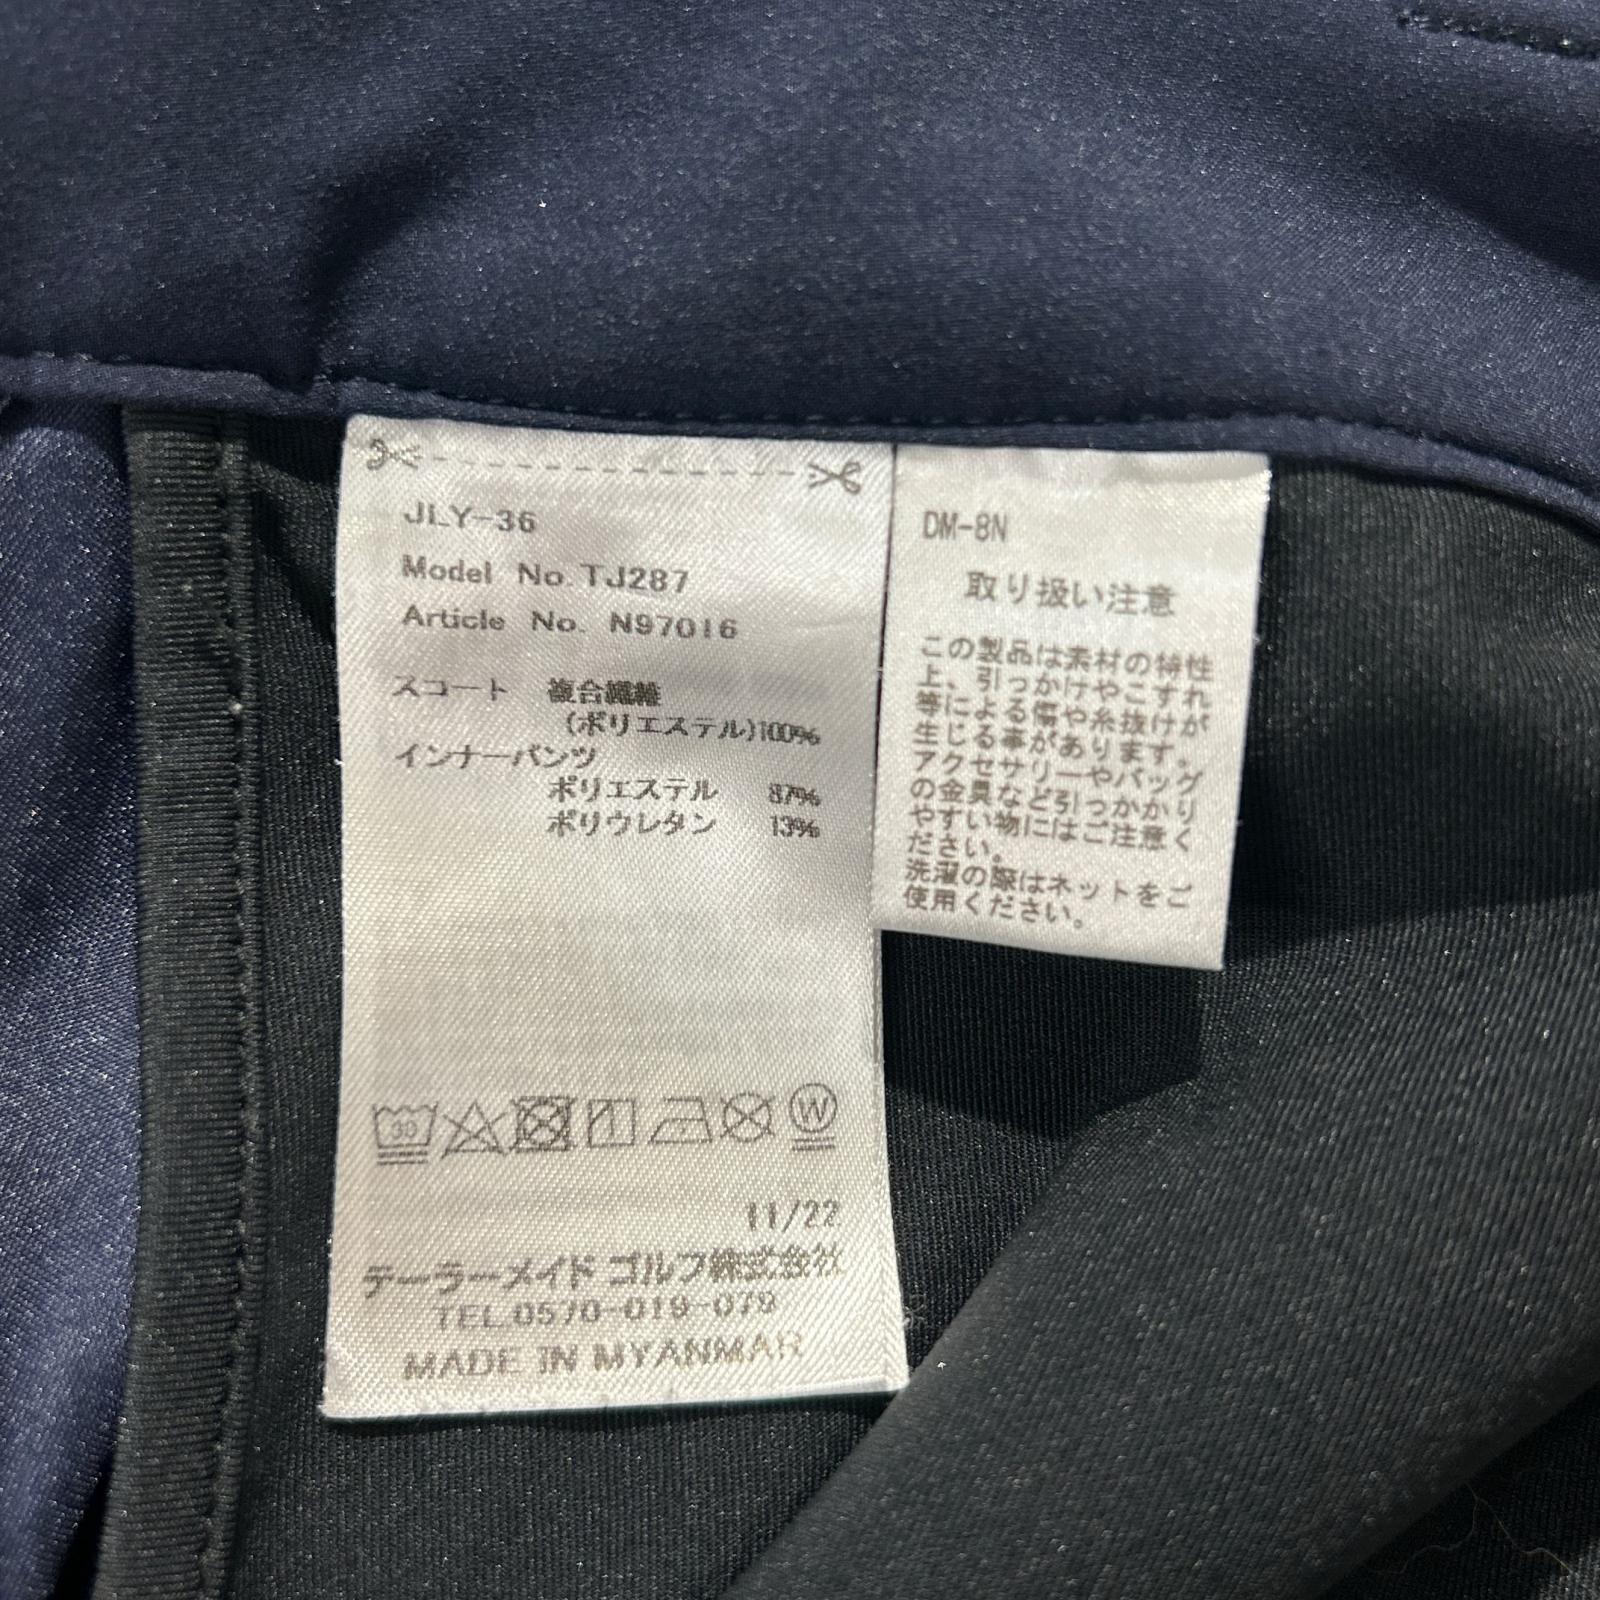 JLY-36
Model No.TJ287
Article No. N97016
スコート 複合繊維
(ポリエステル)100%
インナーパンツ
ポリエステル 87%
ポリウレタン 13%
30
W
11/22
テーラーメイド ゴルフ株式会社
TEL.0570-019-079
MADE IN MYANMAR
DM-8N
取り扱い注意
この製品は素材の特性
上、引っかけやこすれ
等による傷や糸抜けが
生じる事があります。
アクセサリーやバッグ
の金具など引っかかり
やすい物にはご注意く
ださい。
洗濯の際はネットをご
使用ください。